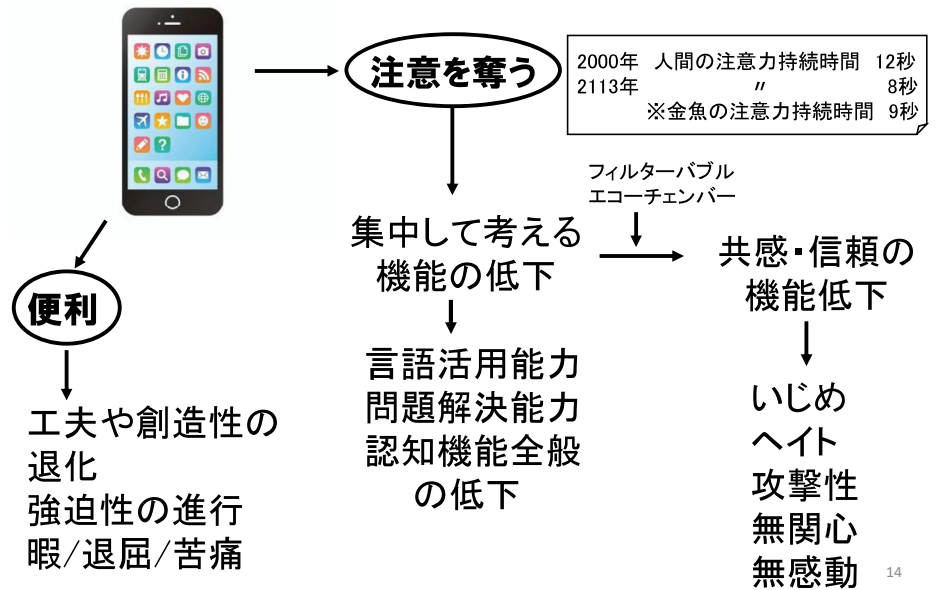 注意を奪う
2000年 人間の注意力持続時間 12秒
2113年 〃 8秒
※金魚の注意力持続時間 9秒
フィルターバブル
エコーチェンバー
集中して考える
機能の低下
共感・信頼の
機能低下
便利
言語活用能力
問題解決能力
認知機能全般
の低下
工夫や創造性の
退化
強迫性の進行
暇/退屈/苦痛
いじめ
ヘイト
攻撃性
無関心
無感動
14